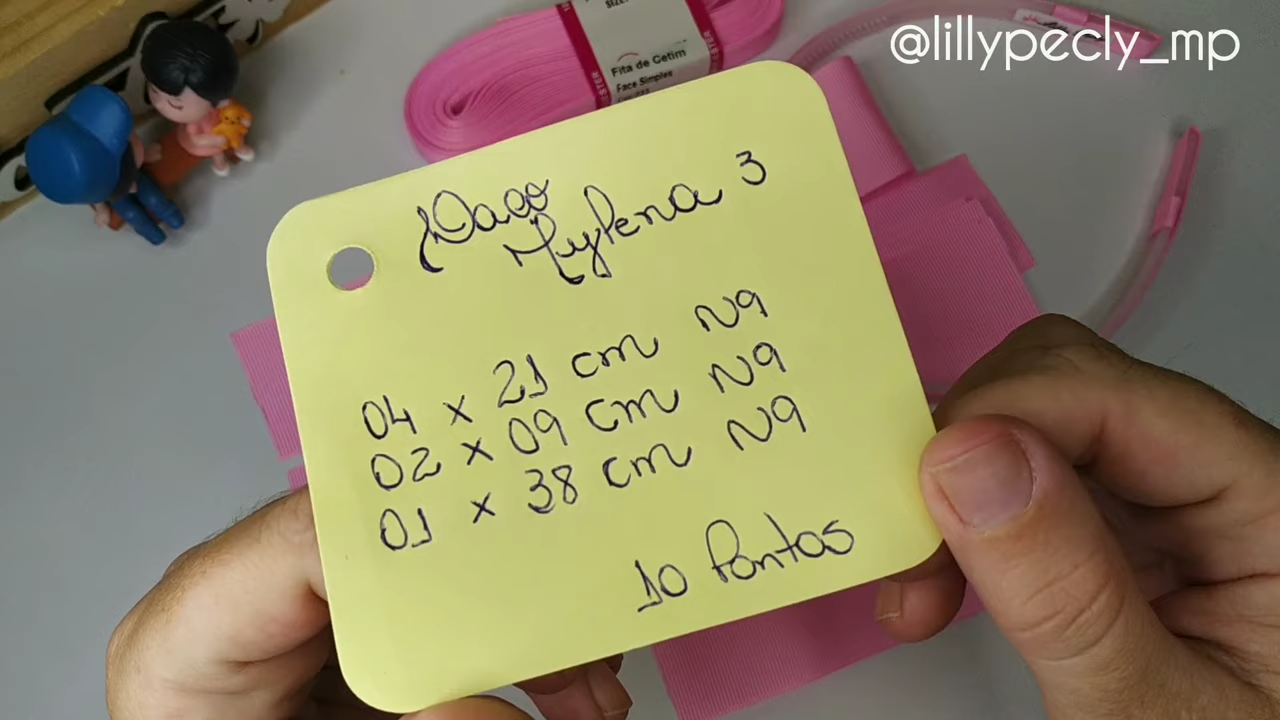 @lillypecly_mp
SIZE:
Fita de Cetim
Face Simples
Laço
Mylena 3
04 x 21 cm N9
02 x 09 cm N9
01 x 38 cm N9
10 Pontos